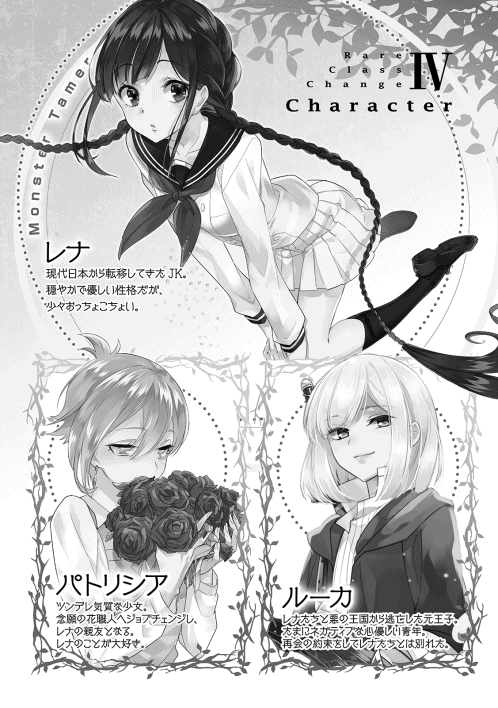 Rare
Class
Change
IV
Character
Monster Tamer
レナ
現代日本から転移してきたJK。
穏やかで優しい性格だが、
少々おっちょこちょい。
パトリシア
ツンデレ気質な少女。
念願の花職人へジョブチェンジし、
レナの親友となる。
レナのことが大好き。
ルーカ
レナたちと悪の王国から逃亡した元王子。
たまにネガティブな心優しい青年。
再会の約束をしてレナたちとは別れた。